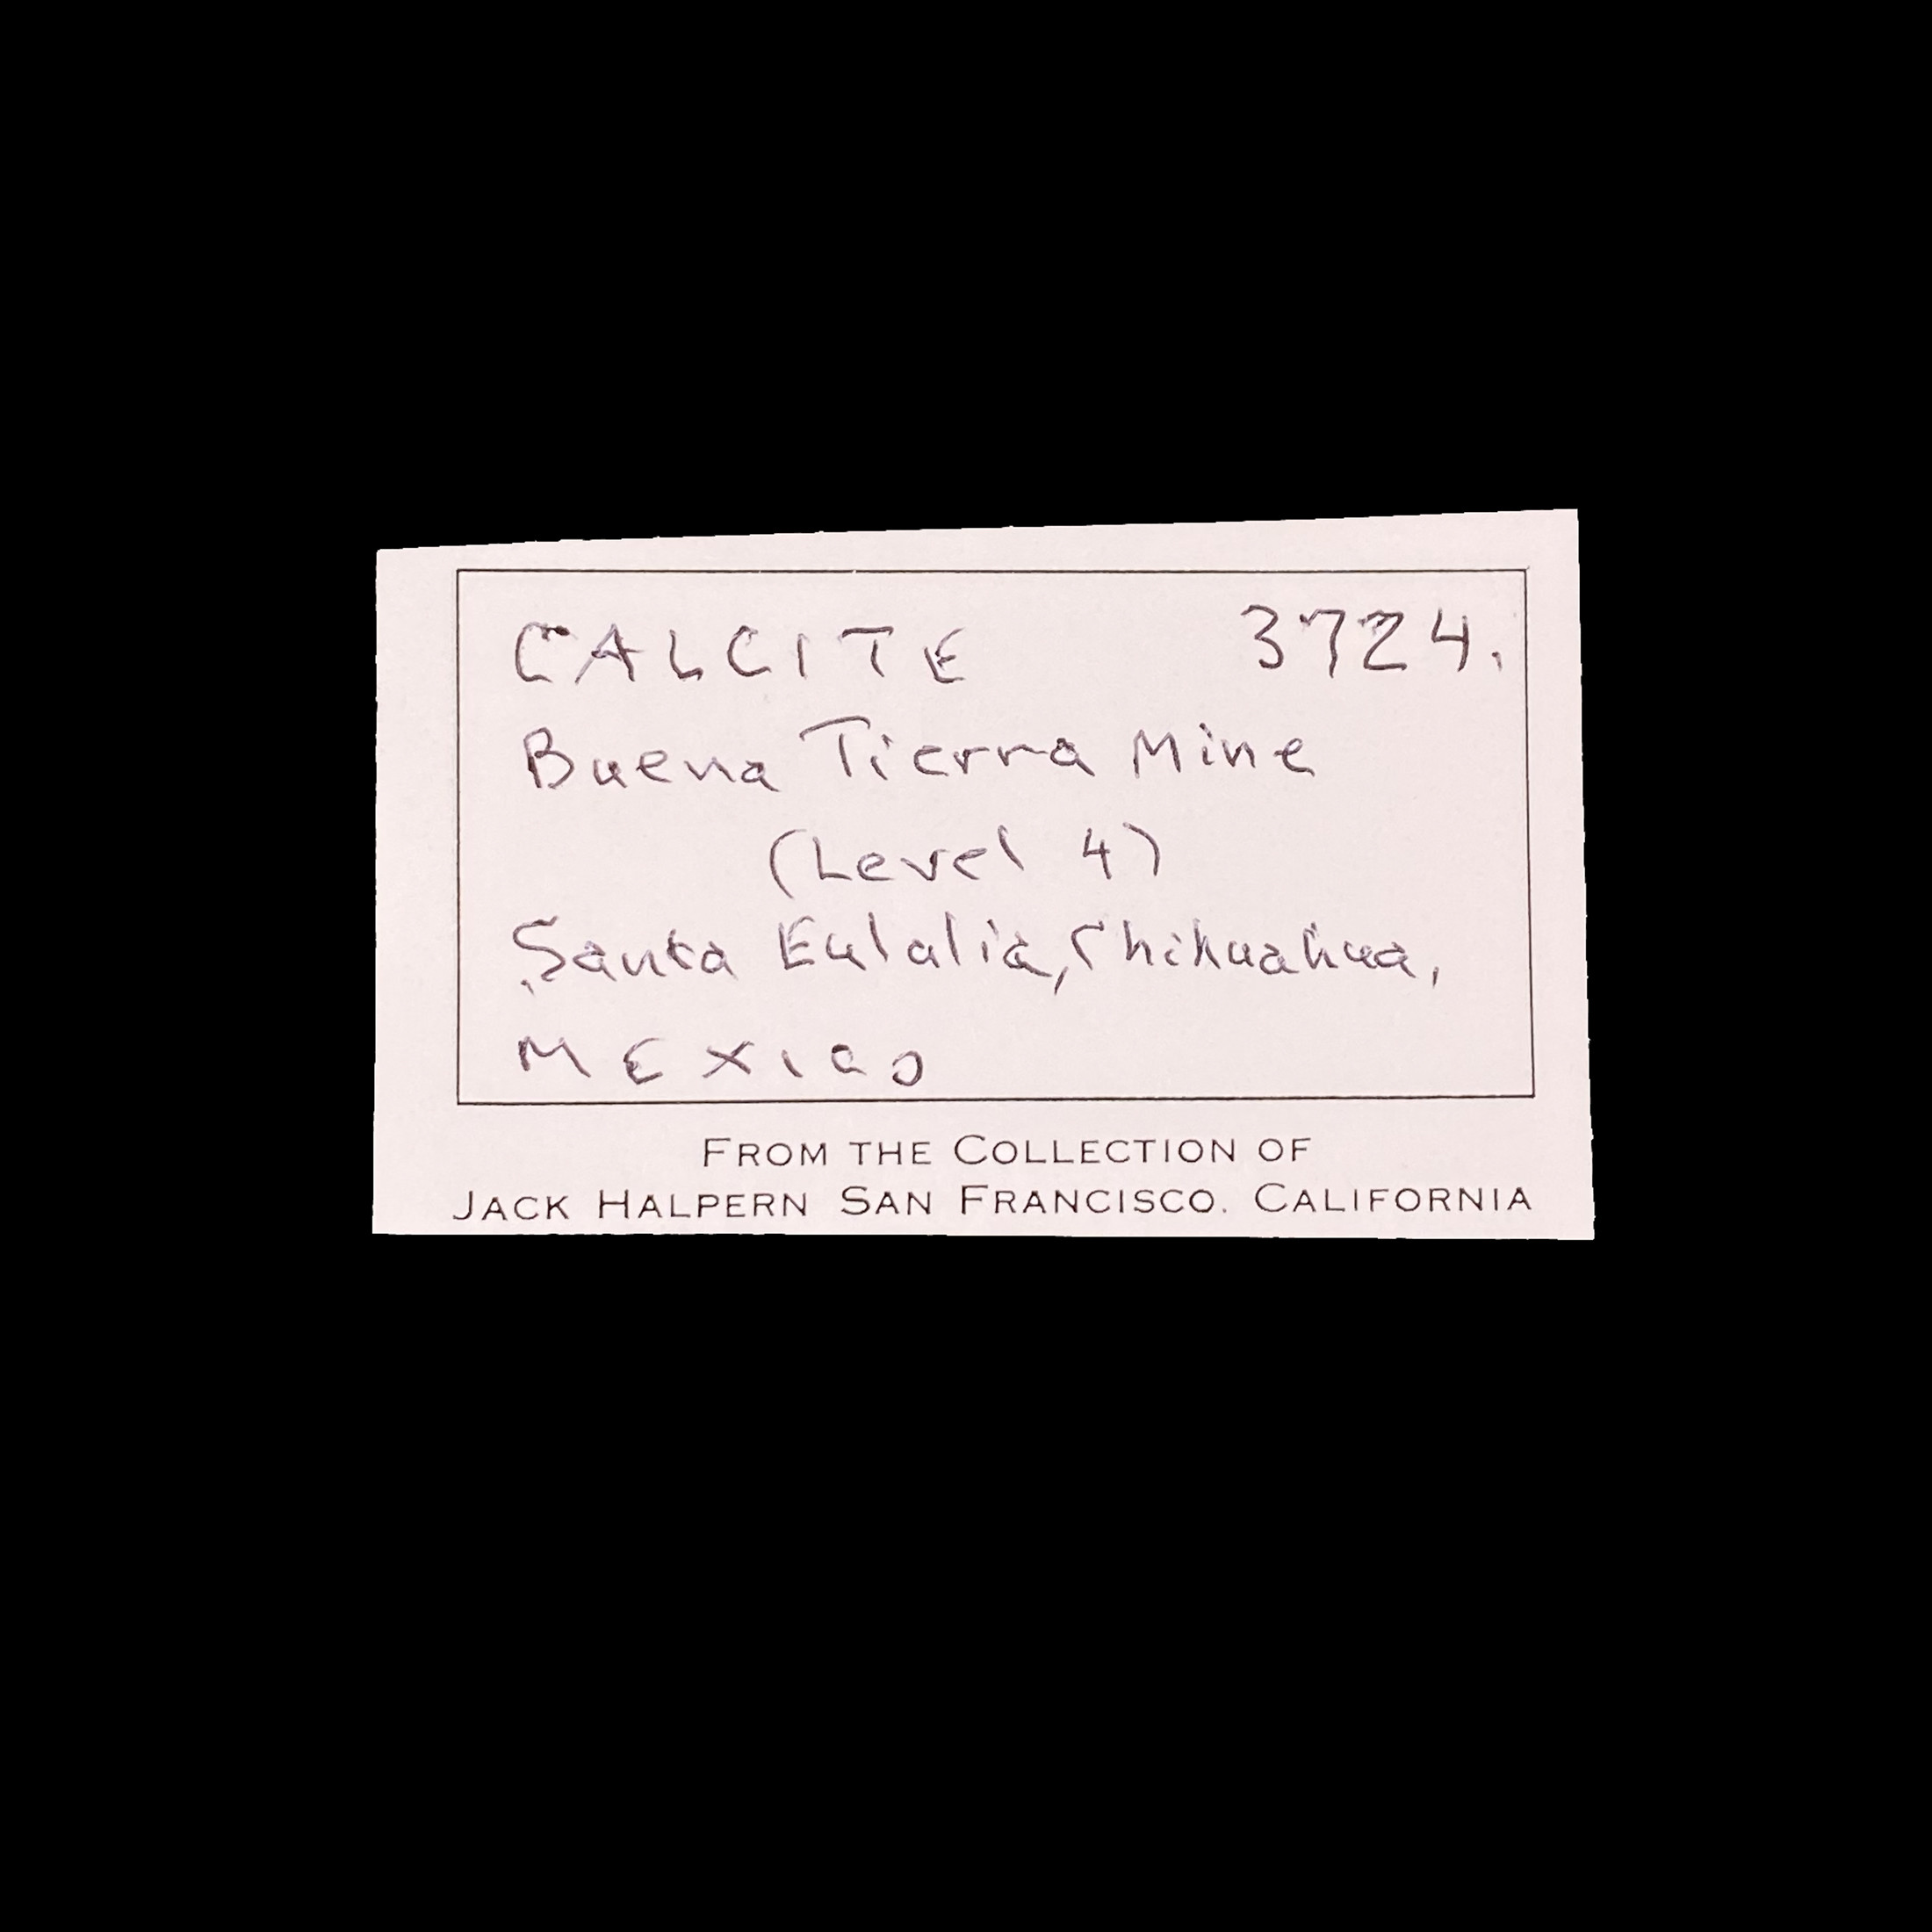 CALCITE 3724.
Buena Tierra Mine
(Level 4)
Santa Eulalia, Chihuahua,
MEXICO
FROM THE COLLECTION OF
JACK HALPERN SAN FRANCISCO. CALIFORNIA